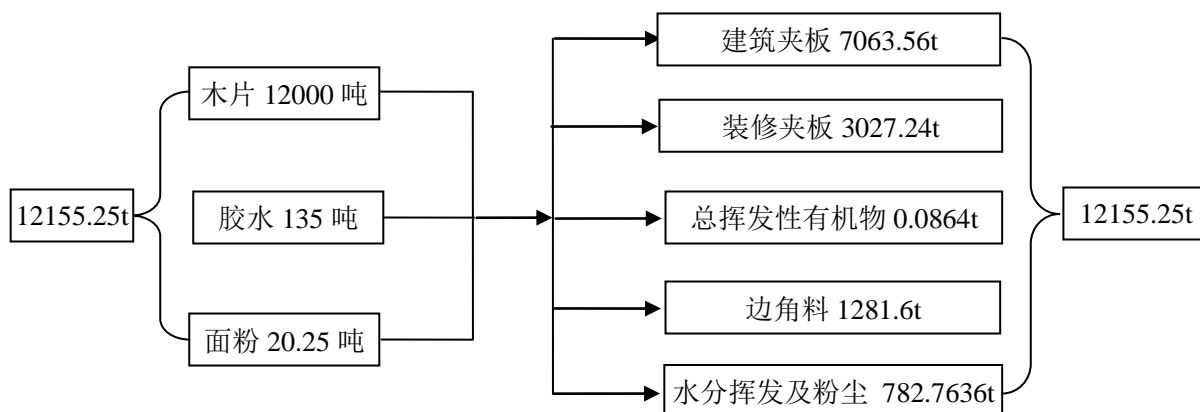 12155.25t
木片 12000 吨
胶水 135 吨
面粉 20.25 吨
建筑夹板 7063.56t
装修夹板 3027.24t
总挥发性有机物 0.0864t
边角料 1281.6t
水分挥发及粉尘 782.7636t
12155.25t